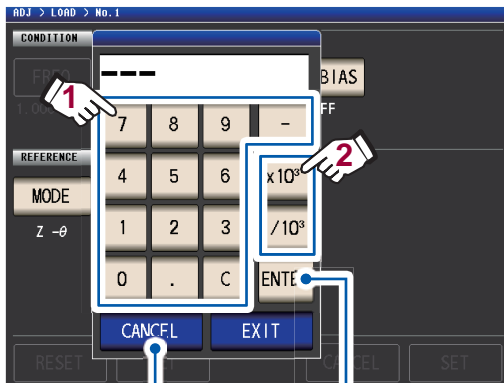 ADJ > LOAD > No.1
CONDITION
FREQ
BIAS
1.000
FF
- - -
1
7 8 9 -
2
REFERENCE
4 5 6 x10³
MODE
Z -θ
1 2 3 /10³
0 . C ENTER
CANCEL EXIT
RESET
CANCEL SET